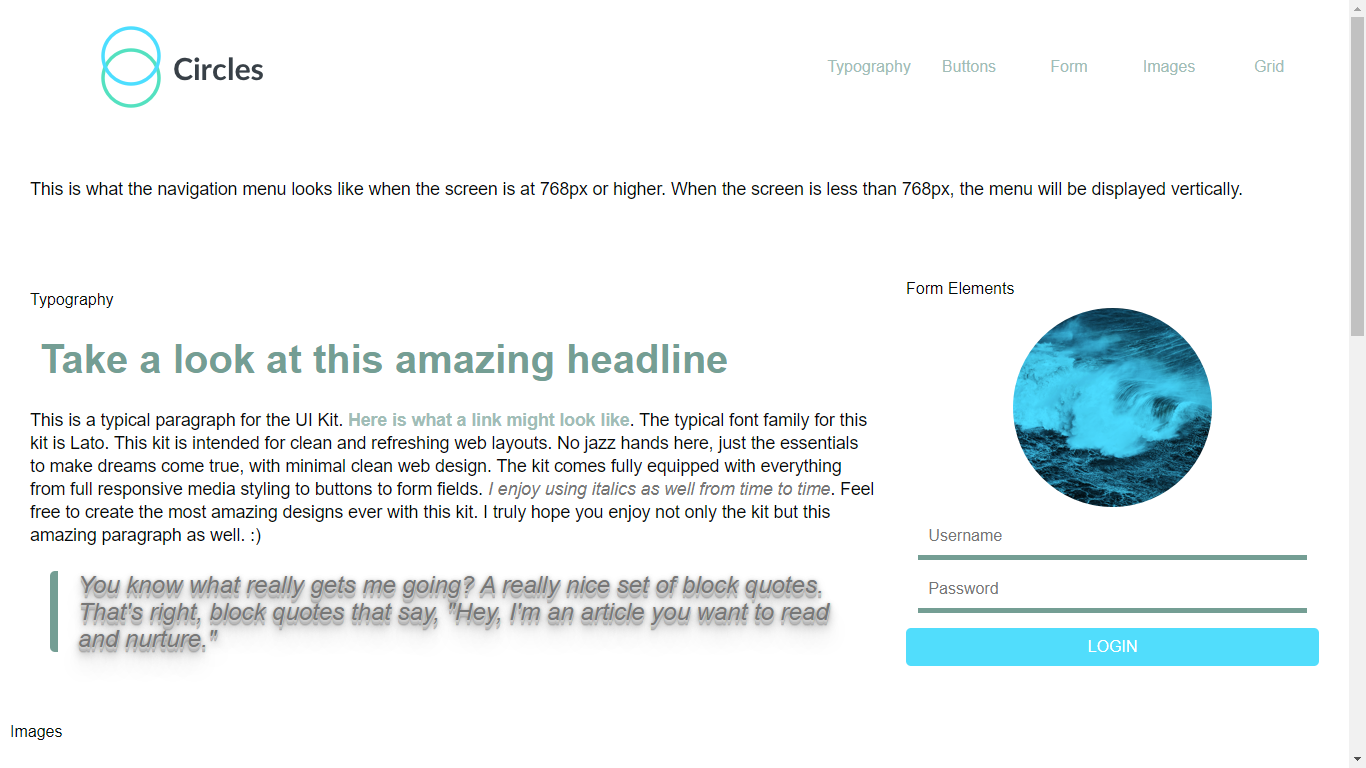 Circles
Typography
Buttons
Form
Images
Grid
This is what the navigation menu looks like when the screen is at 768px or higher. When the screen is less than 768px, the menu will be displayed vertically.
Typography
Take a look at this amazing headline
This is a typical paragraph for the UI Kit. Here is what a link might look like. The typical font family for this
kit is Lato. This kit is intended for clean and refreshing web layouts. No jazz hands here, just the essentials
to make dreams come true, with minimal clean web design. The kit comes fully equipped with everything
from full responsive media styling to buttons to form fields. I enjoy using italics as well from time to time. Feel
free to create the most amazing designs ever with this kit. I truly hope you enjoy not only the kit but this
amazing paragraph as well. :)
You know what really gets me going? A really nice set of block quotes.
That's right, block quotes that say, "Hey, I'm an article you want to read
and nurture."
Form Elements
Username
Password
LOGIN
Images